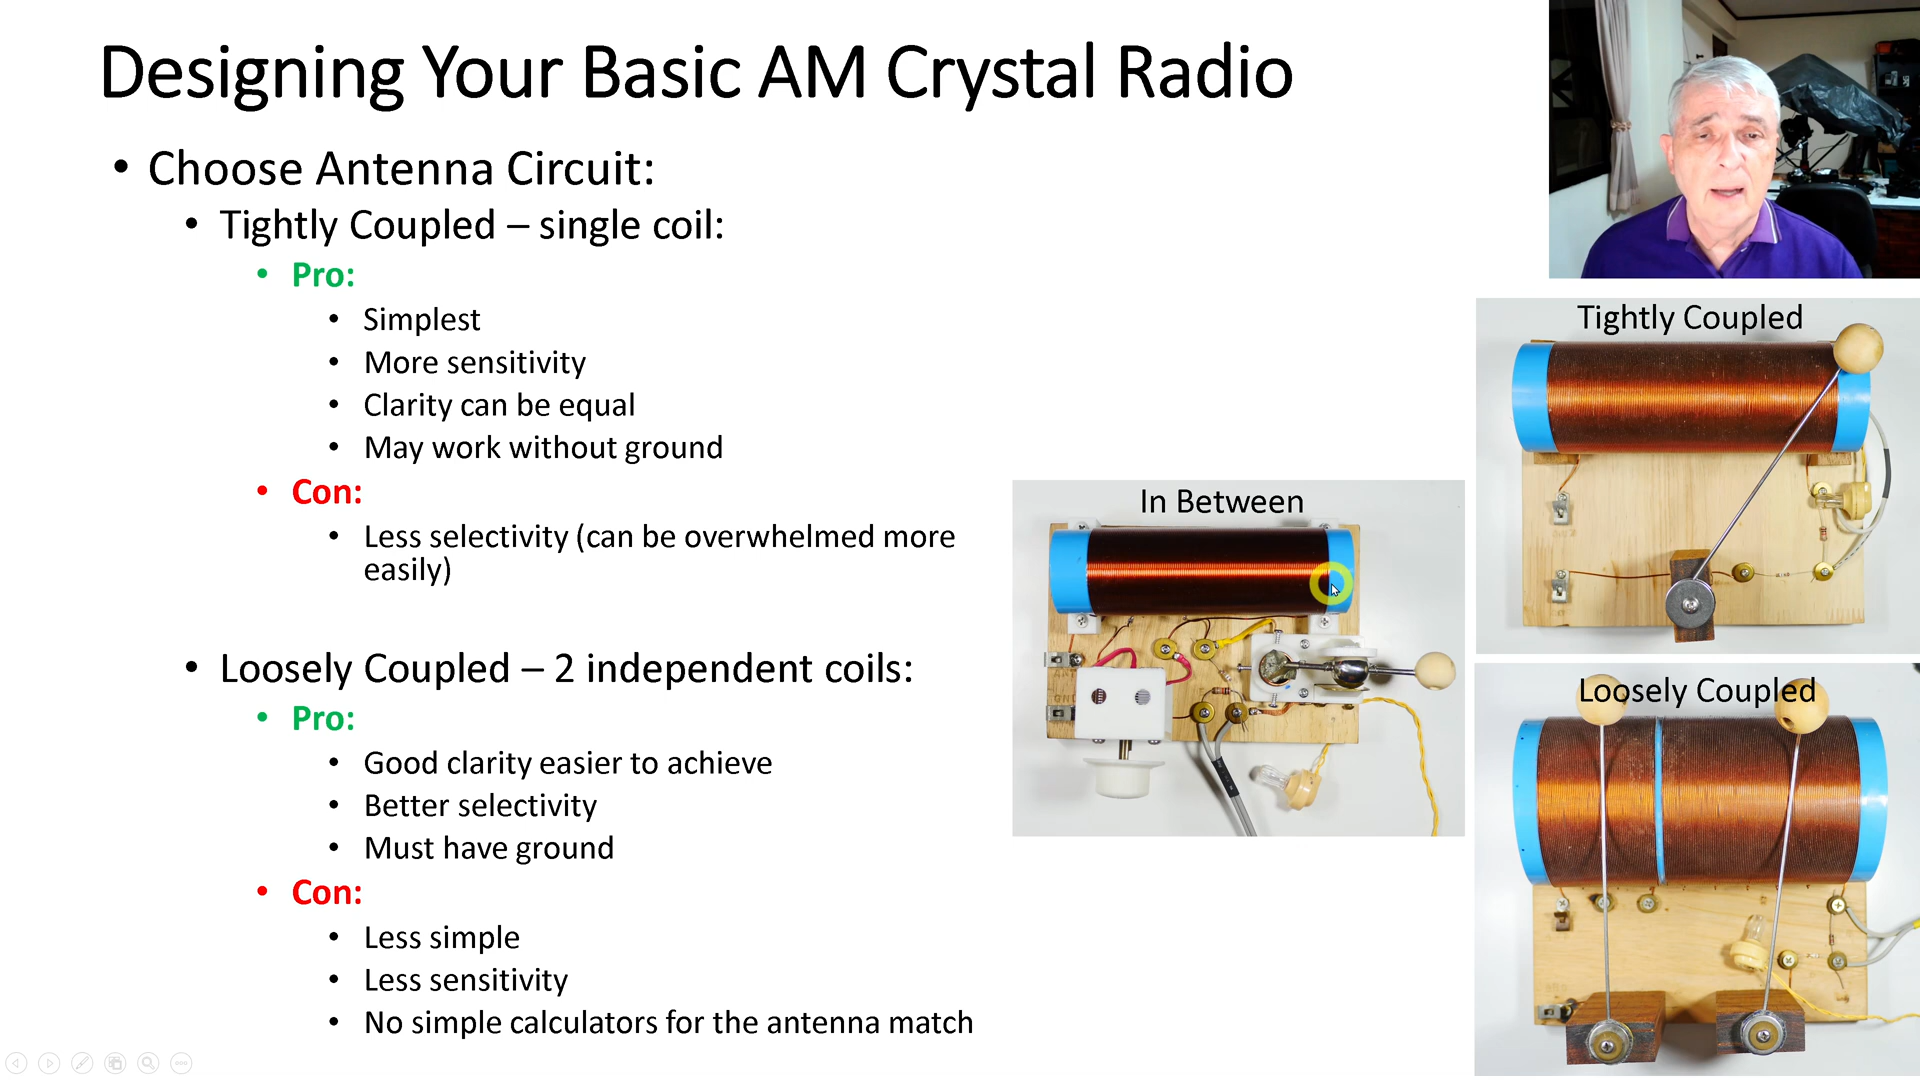 Designing Your Basic AM Crystal Radio
• Choose Antenna Circuit:
• Tightly Coupled – single coil:
• Pro:
• Simplest
• More sensitivity
• Clarity can be equal
• May work without ground
• Con:
• Less selectivity (can be overwhelmed more
easily)
• Loosely Coupled – 2 independent coils:
• Pro:
• Good clarity easier to achieve
• Better selectivity
• Must have ground
• Con:
• Less simple
• Less sensitivity
• No simple calculators for the antenna match
In Between
Tightly Coupled
Loosely Coupled